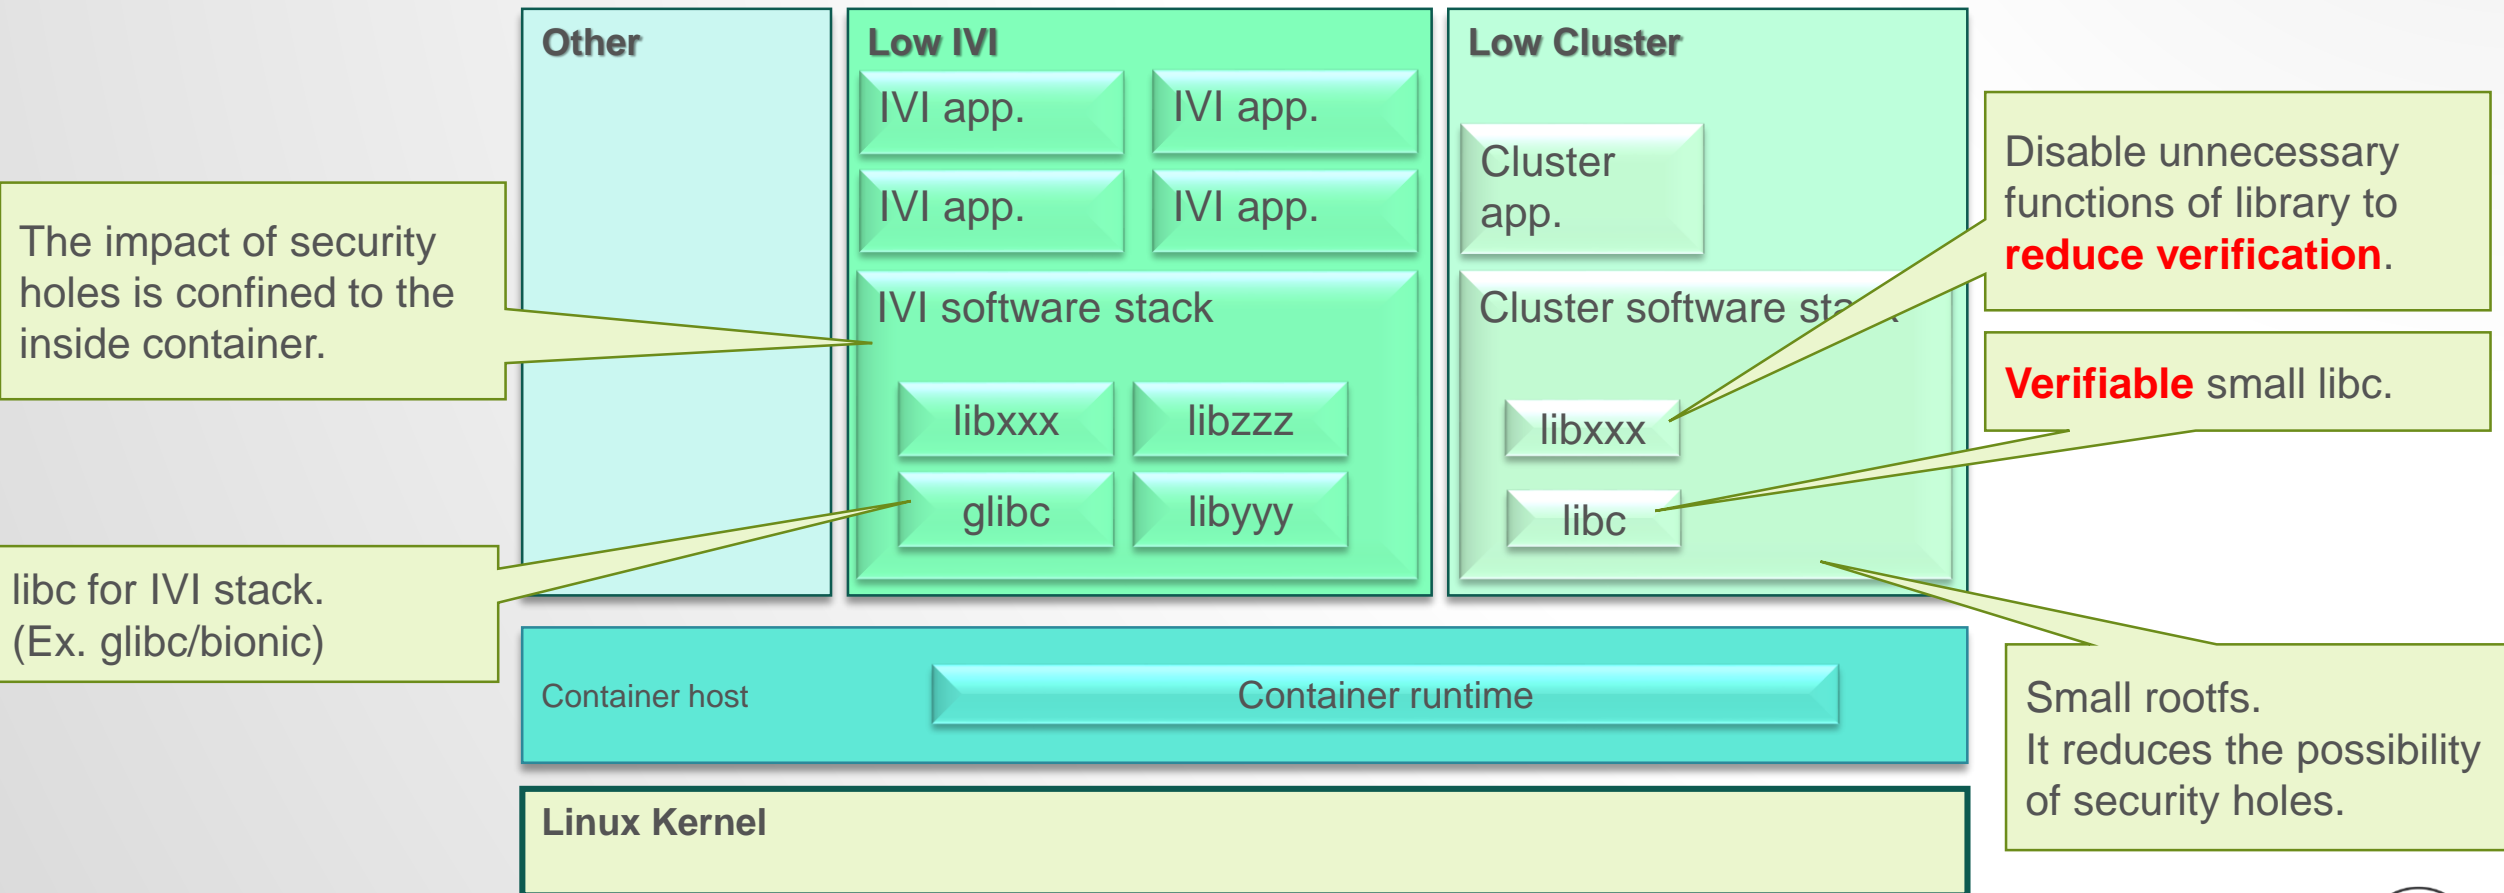 Other
Low IVI
IVI app.
IVI app.
IVI app.
IVI app.
IVI software stack
libxxx
libzzz
glibc
libyyy
Low Cluster
Cluster
app.
Cluster software stack
libxxx
libc
The impact of security
holes is confined to the
inside container.
libc for IVI stack.
(Ex. glibc/bionic)
Disable unnecessary
functions of library to
reduce verification.
Verifiable small libc.
Small rootfs.
It reduces the possibility
of security holes.
Container host
Container runtime
Linux Kernel